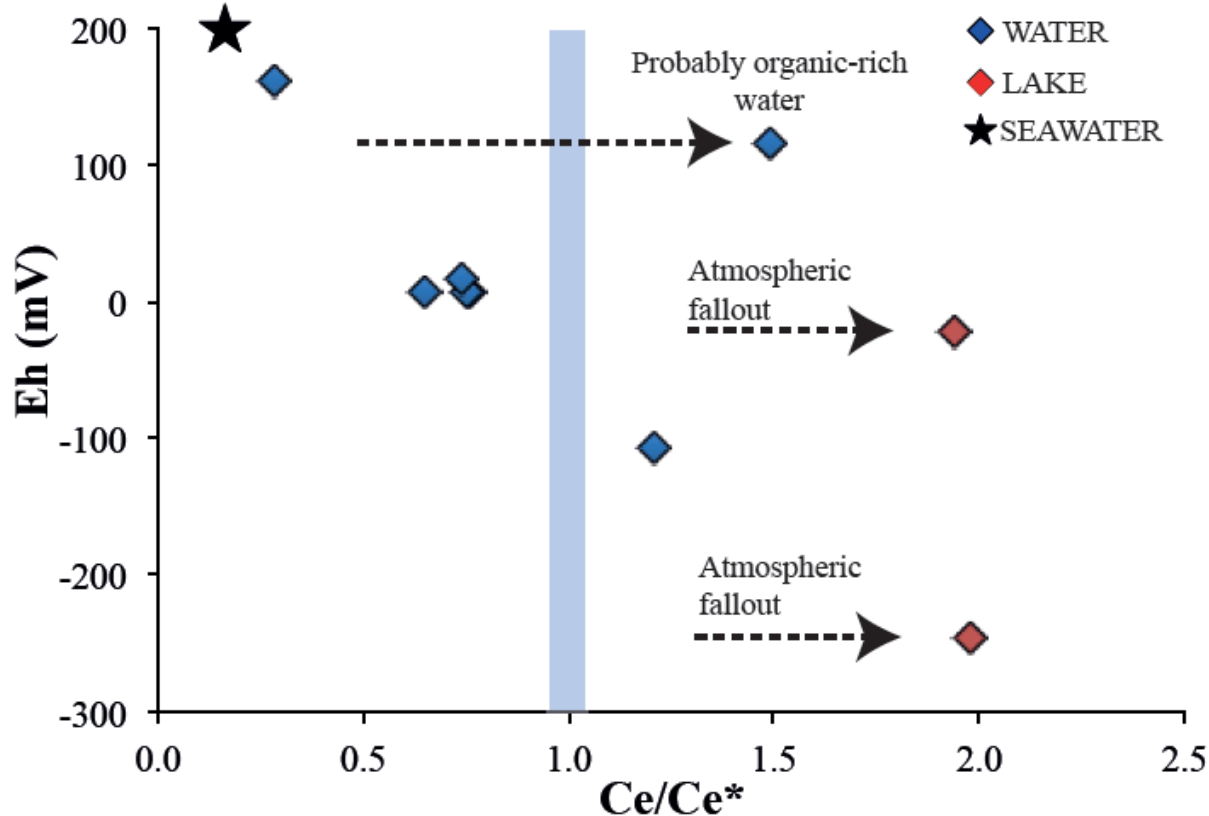 200
100
0
-100
-200
-300
Eh (mV)
WATER
LAKE
SEAWATER
Probably organic-rich
water
Atmospheric
fallout
Atmospheric
fallout
0.0 0.5 1.0 1.5 2.0 2.5
Ce/Ce*